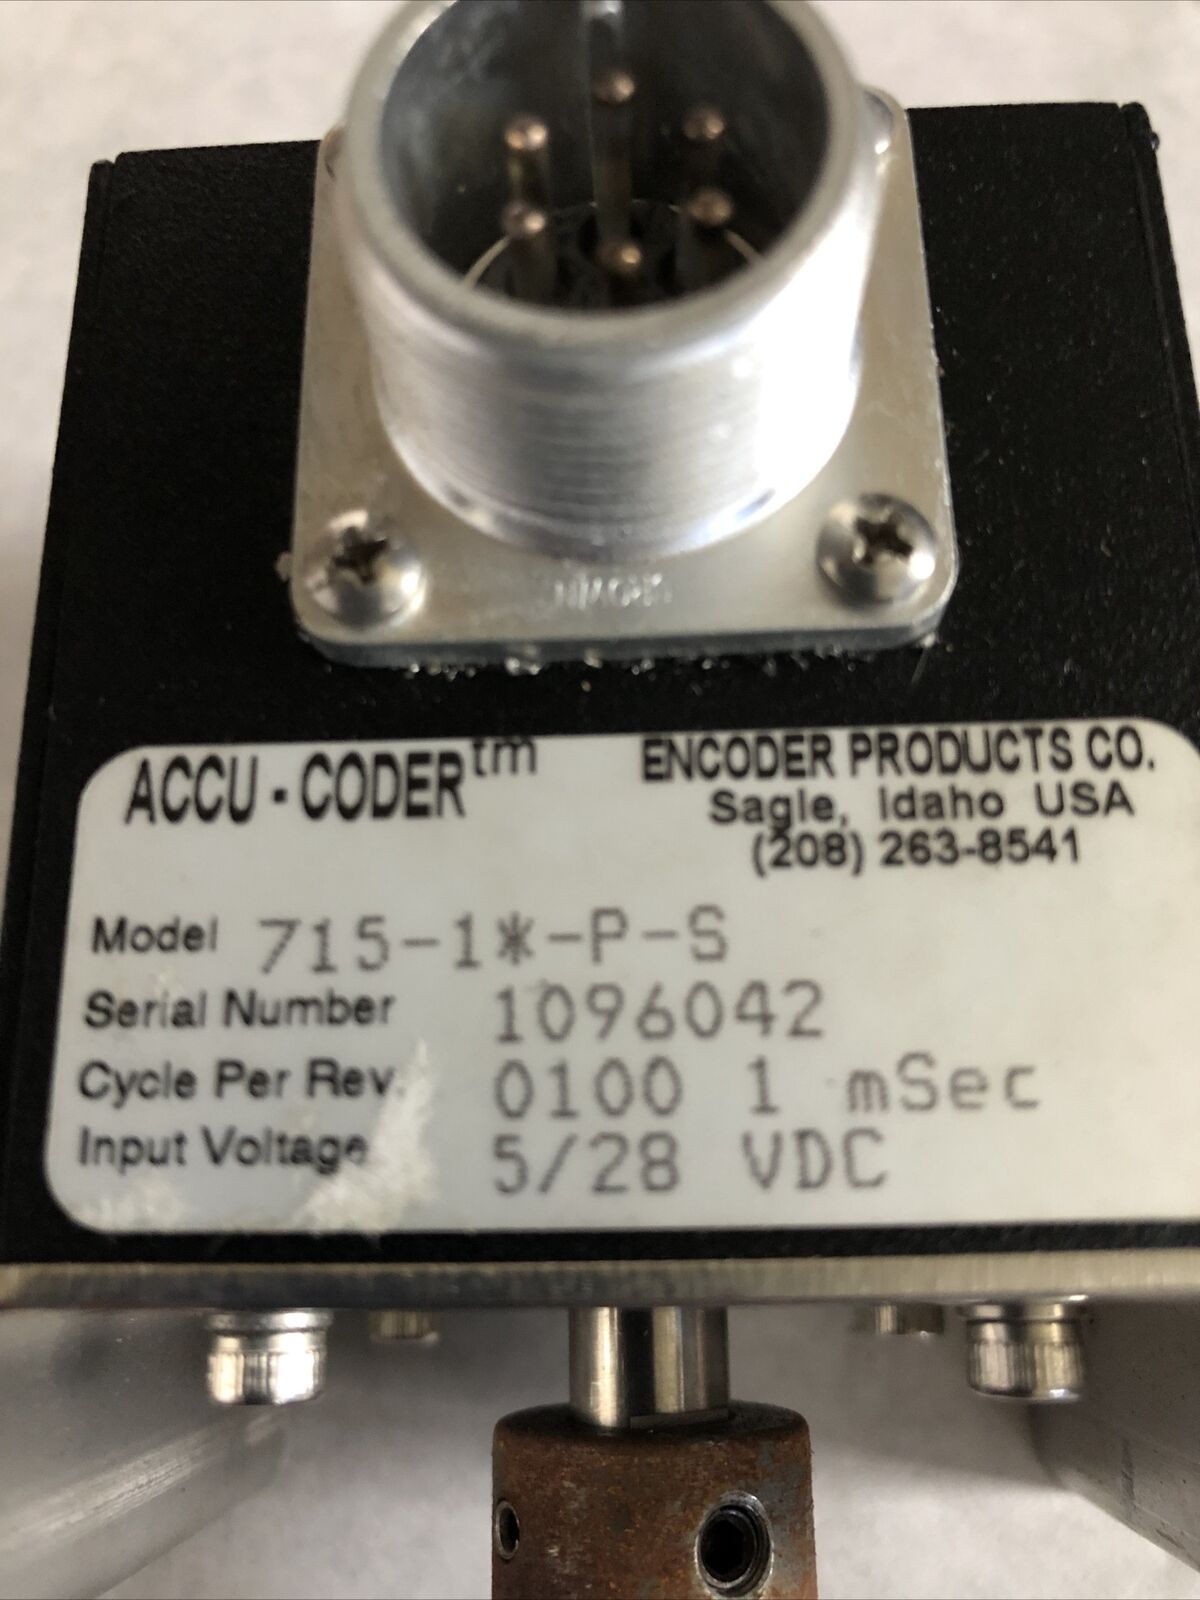 ACCU-CODER™ ENCODER PRODUCTS CO.
Sagle, Idaho USA
(208) 263-8541
Model 715-1*-P-S
Serial Number 1096042
Cycle Per Rev. 0100 1 mSec
Input Voltage 5/28 VDC